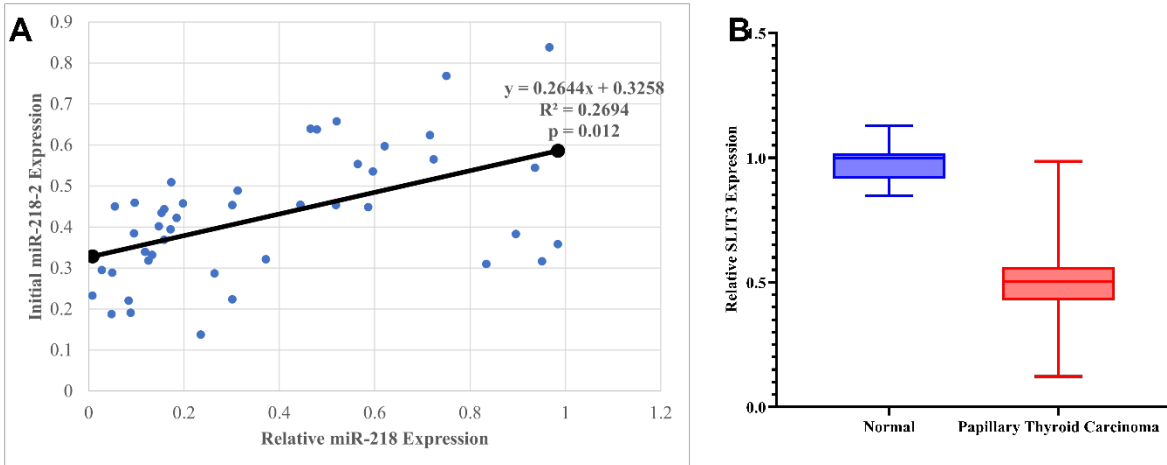 A
Initial miR-218-2 Expression
0.9
0.8
0.7
0.6
0.5
0.4
0.3
0.2
0.1
0
y = 0.2644x + 0.3258
R² = 0.2694
p = 0.012
0 0.2 0.4 0.6 0.8 1 1.2
Relative miR-218 Expression
B
Relative SLIT3 Expression
1.5
1.0
0.5
0.0
Normal Papillary Thyroid Carcinoma